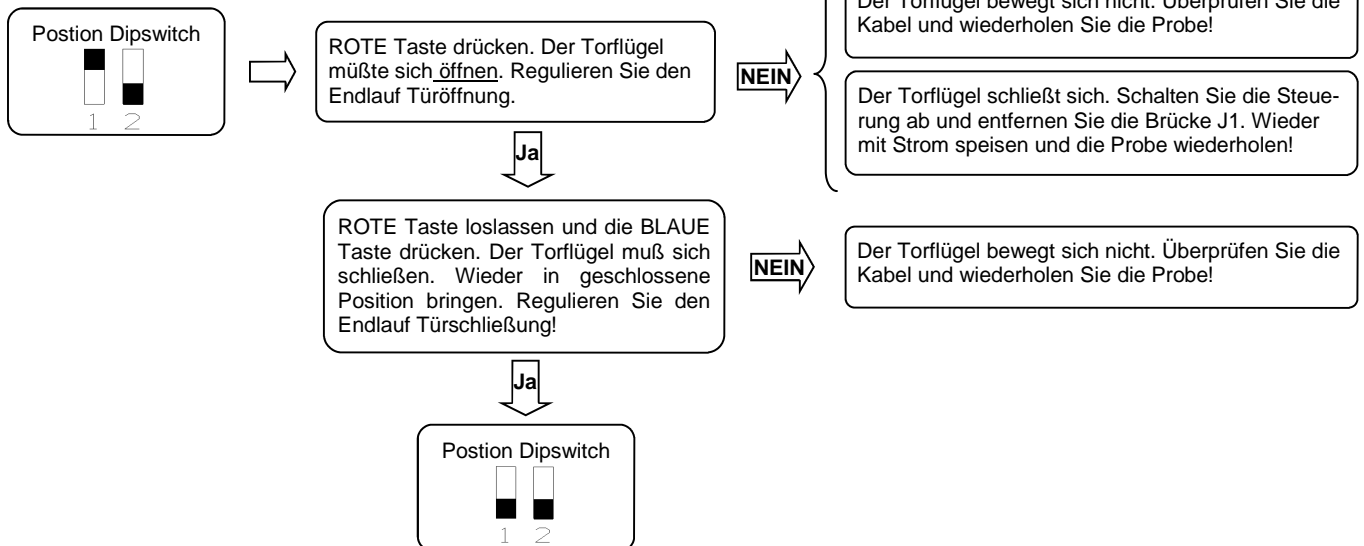 Der Torflügel bewegt sich nicht. Überprüfen Sie die
Kabel und wiederholen Sie die Probe!
Postion Dipswitch
1 2
ROTE Taste drücken. Der Torflügel
müßte sich öffnen. Regulieren Sie den
Endlauf Türöffnung.
NEIN
Der Torflügel schließt sich. Schalten Sie die Steue-
rung ab und entfernen Sie die Brücke J1. Wieder
mit Strom speisen und die Probe wiederholen!
Ja
ROTE Taste loslassen und die BLAUE
Taste drücken. Der Torflügel muß sich
schließen. Wieder in geschlossene
Position bringen. Regulieren Sie den
Endlauf Türschließung!
NEIN
Der Torflügel bewegt sich nicht. Überprüfen Sie die
Kabel und wiederholen Sie die Probe!
Ja
Postion Dipswitch
1 2